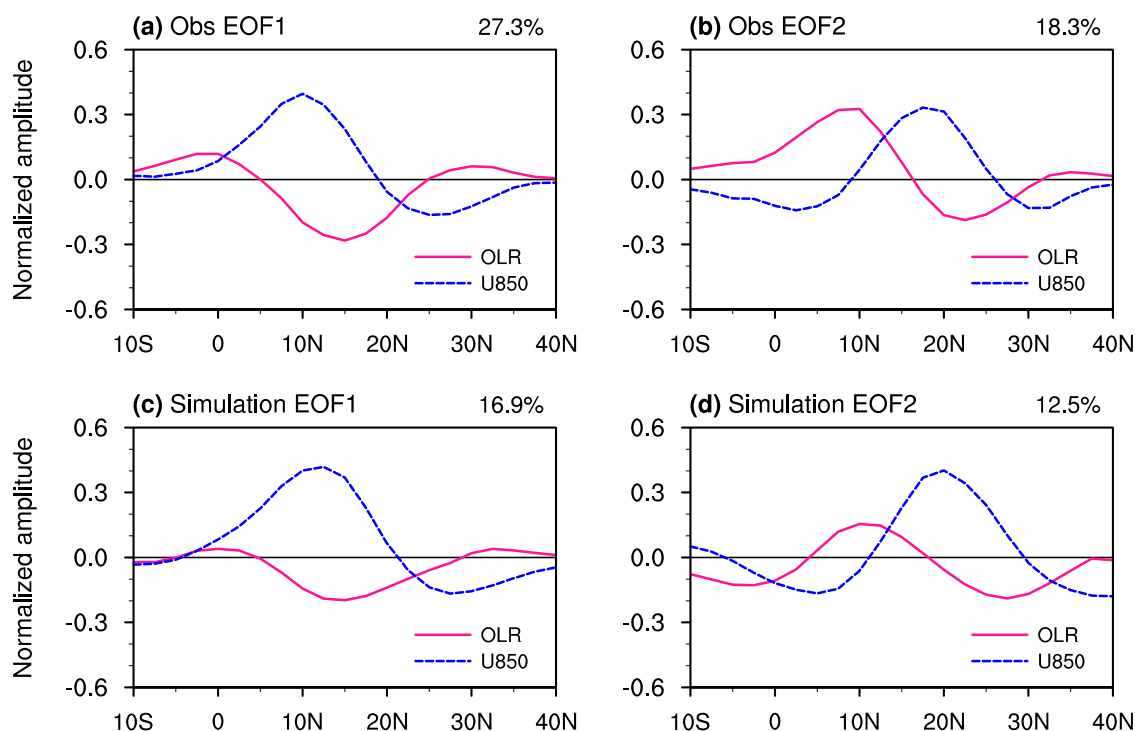 (a) Obs EOF1 27.3%
(b) Obs EOF2 18.3%
Normalized amplitude
0.6
0.3
0.0
-0.3
-0.6
OLR
U850
10S 0 10N 20N 30N 40N
0.6
0.3
0.0
-0.3
-0.6
OLR
U850
10S 0 10N 20N 30N 40N
(c) Simulation EOF1 16.9%
(d) Simulation EOF2 12.5%
Normalized amplitude
0.6
0.3
0.0
-0.3
-0.6
OLR
U850
10S 0 10N 20N 30N 40N
0.6
0.3
0.0
-0.3
-0.6
OLR
U850
10S 0 10N 20N 30N 40N